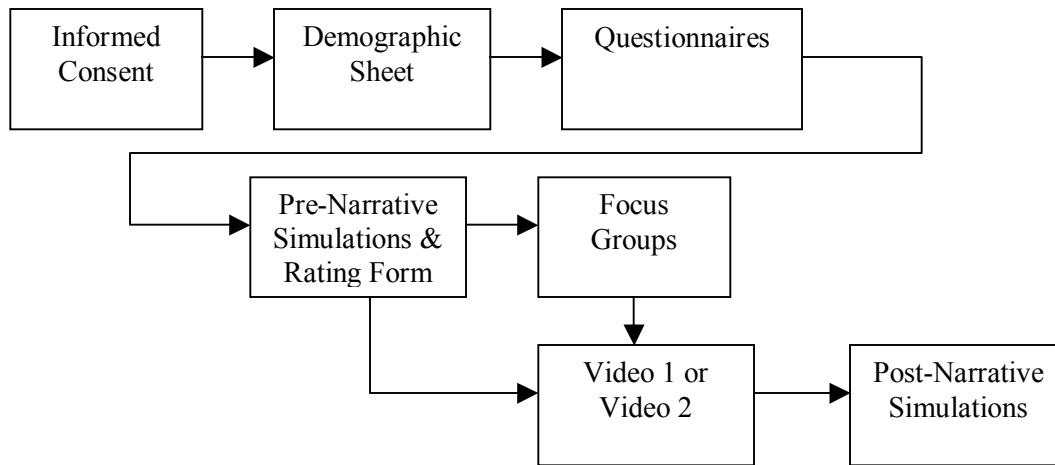 Informed
Consent
Demographic
Sheet
Questionnaires
Pre-Narrative
Simulations &
Rating Form
Focus
Groups
Video 1 or
Video 2
Post-Narrative
Simulations